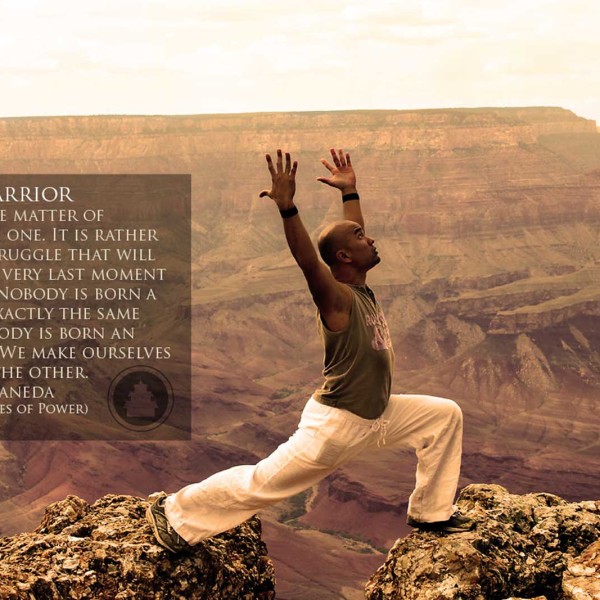 ARRIOR
E MATTER OF
ONE. IT IS RATHER
RUGGLE THAT WILL
VERY LAST MOMENT
NOBODY IS BORN A
XACTLY THE SAME
ODY IS BORN AN
WE MAKE OURSELVES
HE OTHER.
ANEDA
ES OF POWER)